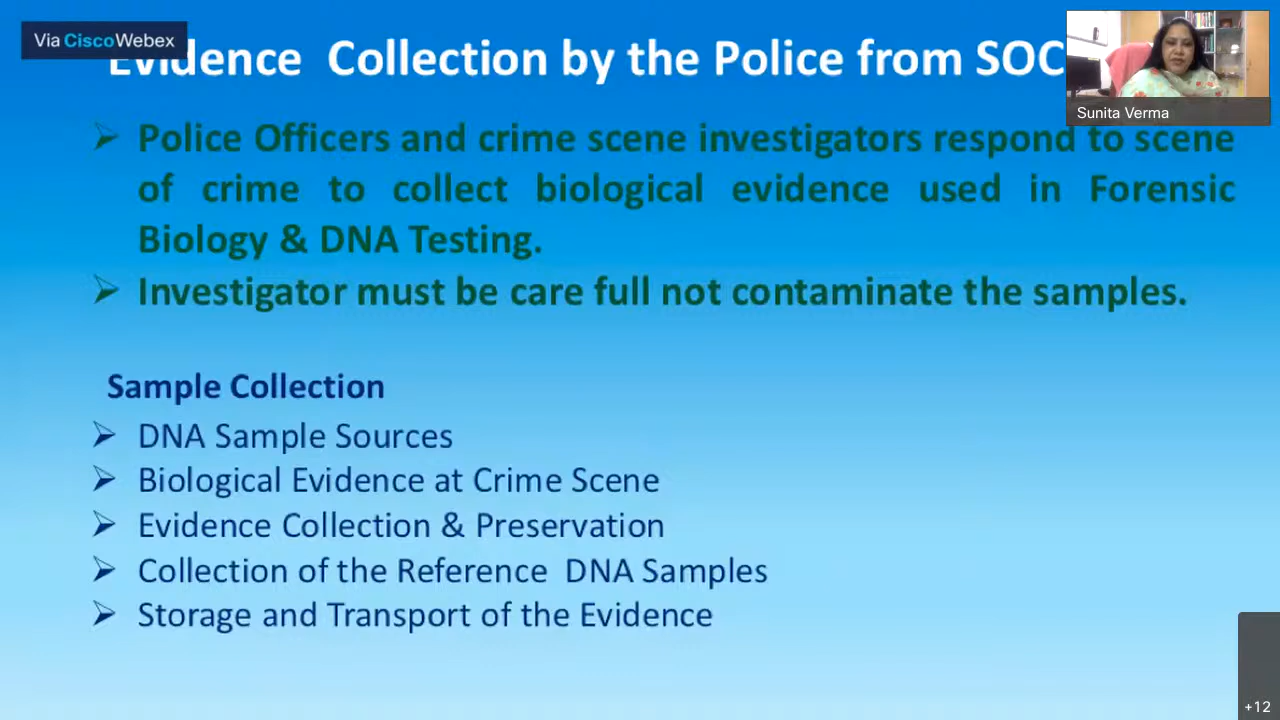 Via CiscoWebex
Evidence Collection by the Police from SOC
Sunita Verma
➢ Police Officers and crime scene investigators respond to scene
of crime to collect biological evidence used in Forensic
Biology & DNA Testing.
➢ Investigator must be care full not contaminate the samples.
Sample Collection
➢ DNA Sample Sources
➢ Biological Evidence at Crime Scene
➢ Evidence Collection & Preservation
➢ Collection of the Reference DNA Samples
➢ Storage and Transport of the Evidence
+12